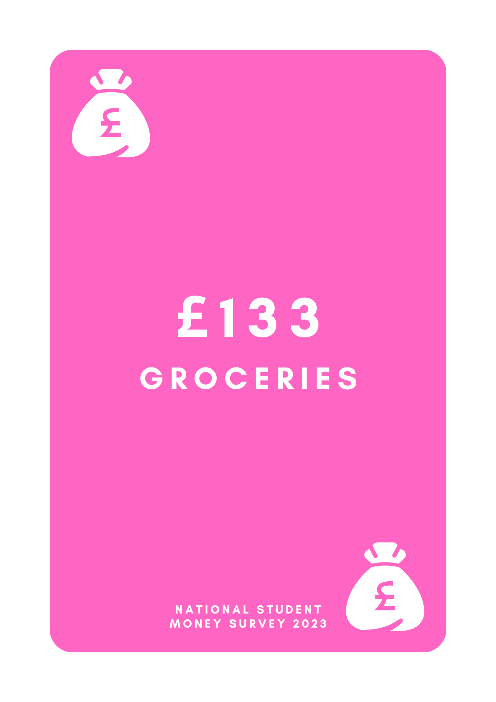 £
£133
GROCERIES
NATIONAL STUDENT
MONEY SURVEY 2023
£